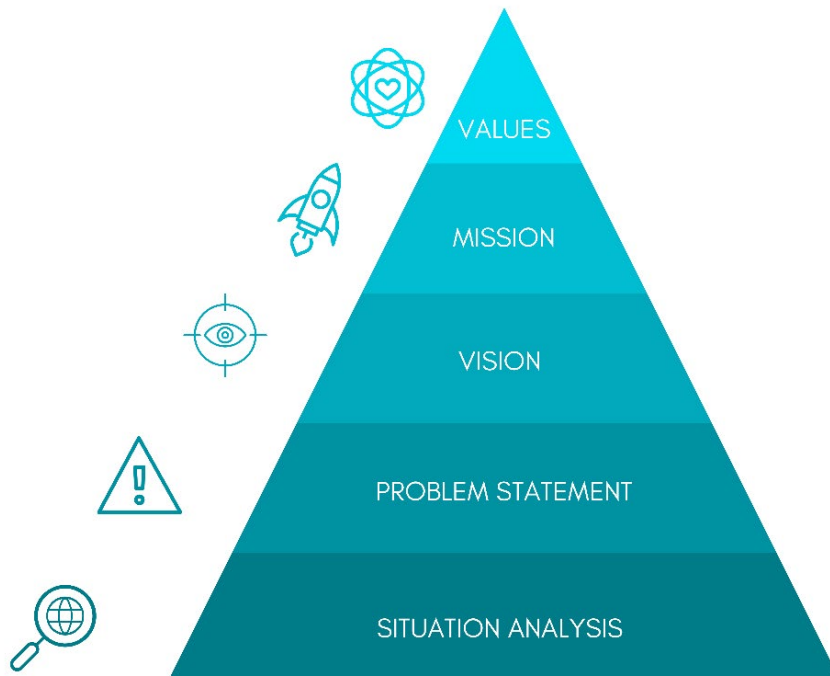 VALUES
MISSION
VISION
PROBLEM STATEMENT
SITUATION ANALYSIS